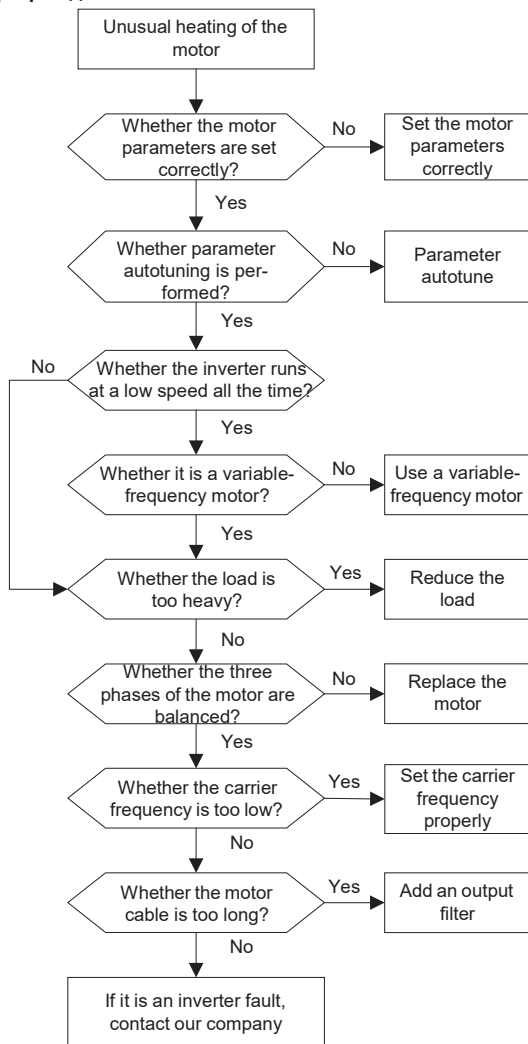 Unusual heating of the
motor
Whether the motor
parameters are set
correctly?
No
Set the motor
parameters
correctly
Yes
Whether parameter
autotuning is per-
formed?
No
Parameter
autotune
Yes
No
Whether the inverter runs
at a low speed all the time?
Yes
Whether it is a variable-
frequency motor?
No
Use a variable-
frequency motor
Yes
Whether the load is
too heavy?
Yes
Reduce the
load
No
Whether the three
phases of the motor are
balanced?
No
Replace the
motor
Yes
Whether the carrier
frequency is too low?
Yes
Set the carrier
frequency
properly
No
Whether the motor
cable is too long?
Yes
Add an output
filter
No
If it is an inverter fault,
contact our company